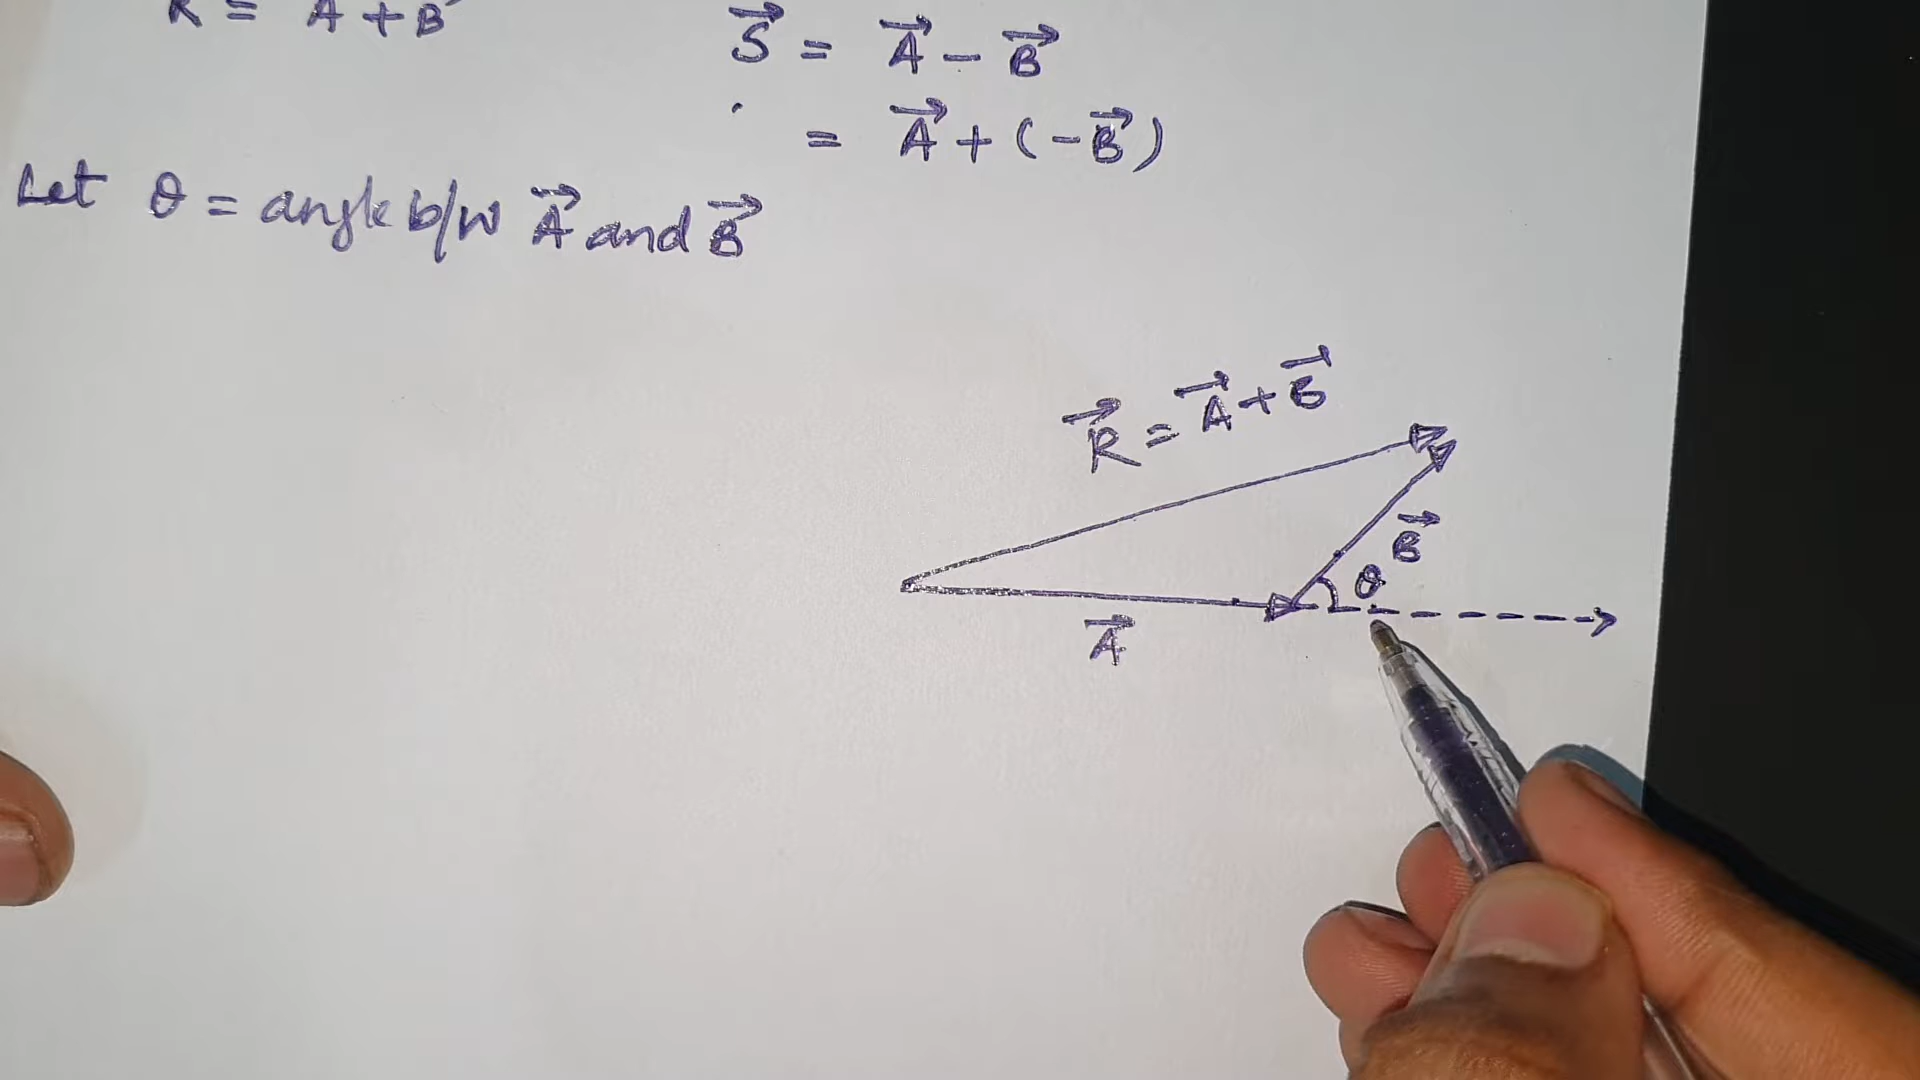 R = A + B
S⃗ = A⃗ - B⃗
= A⃗ + (-B⃗)
Let θ = angle b/w A⃗ and B⃗
R⃗ = A⃗ + B⃗
B⃗
θ
A⃗